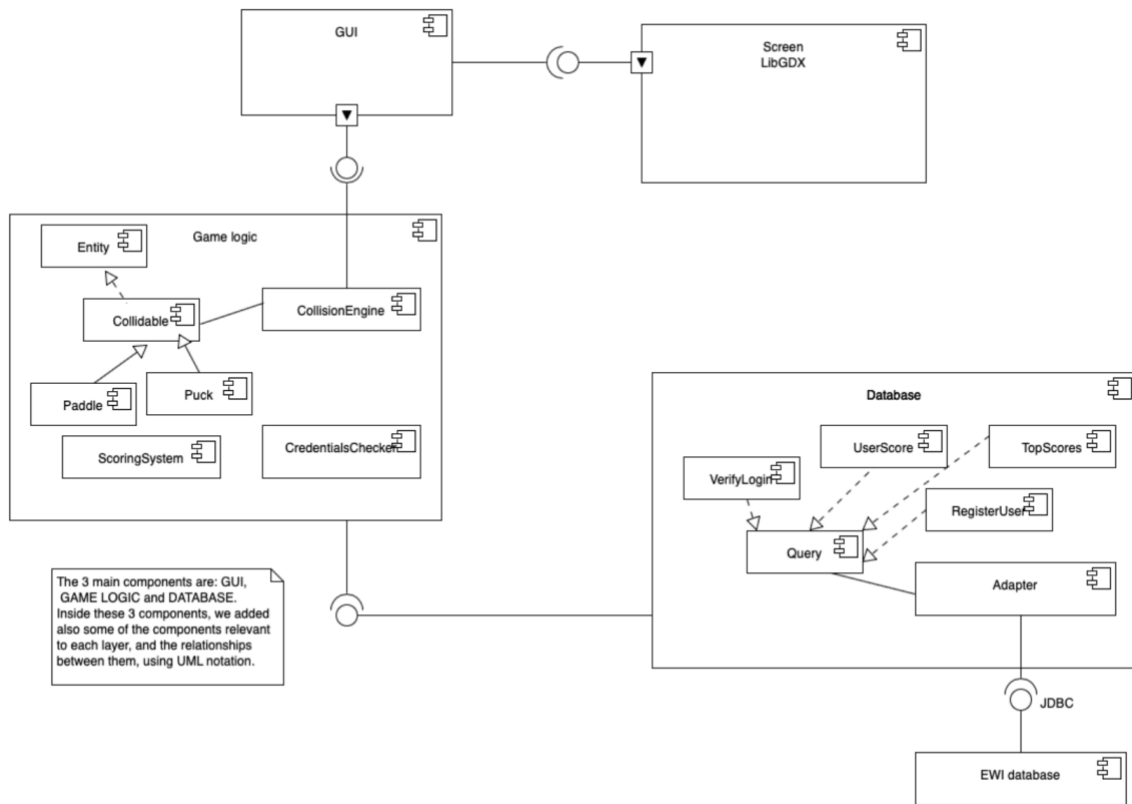 GUI
Screen
LibGDX
Game logic
Entity
Collidable
CollisionEngine
Paddle
Puck
ScoringSystem
CredentialsChecker
Database
UserScore
TopScores
VerifyLogin
RegisterUser
Query
Adapter
The 3 main components are: GUI,
GAME LOGIC and DATABASE.
Inside these 3 components, we added
also some of the components relevant
to each layer, and the relationships
between them, using UML notation.
JDBC
EWI database